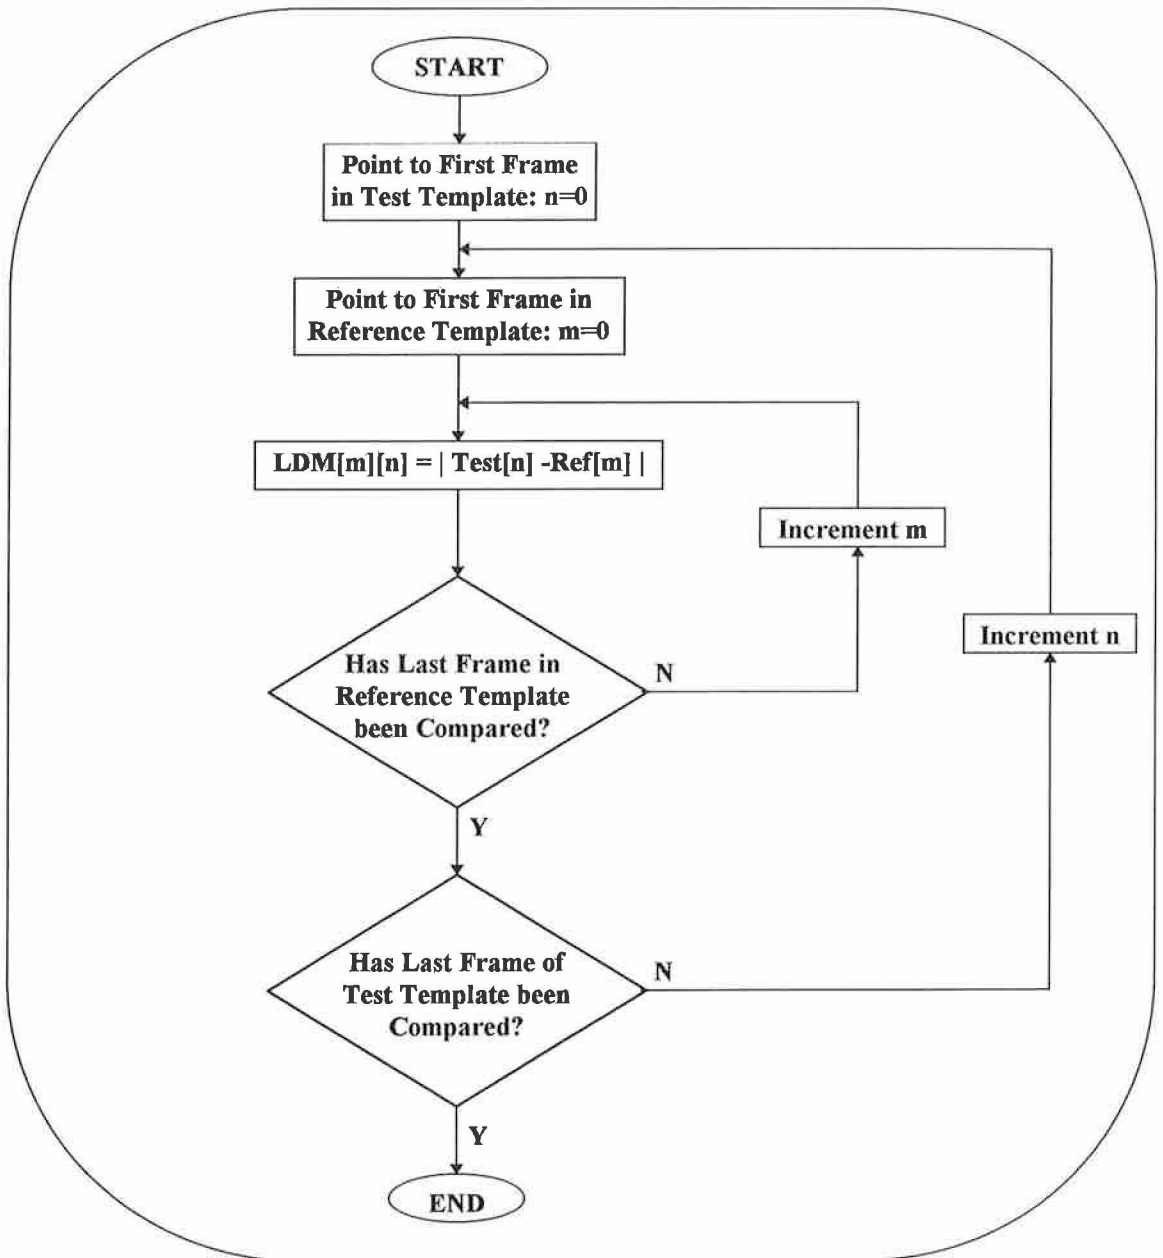 START
Point to First Frame
in Test Template: n=0
Point to First Frame in
Reference Template: m=0
LDM[m][n] = | Test[n] -Ref[m] |
Increment m
Increment n
Has Last Frame in
Reference Template
been Compared?
N
Y
Has Last Frame of
Test Template been
Compared?
N
Y
END